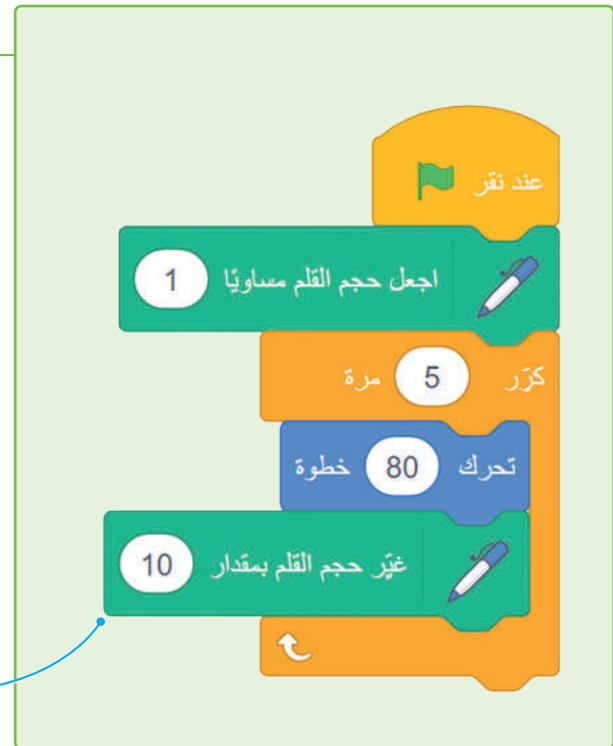 عند نقر
اجعل حجم القلم مساويًا 1
كرّر 5 مرة
تحرك 80 خطوة
غيّر حجم القلم بمقدار 10